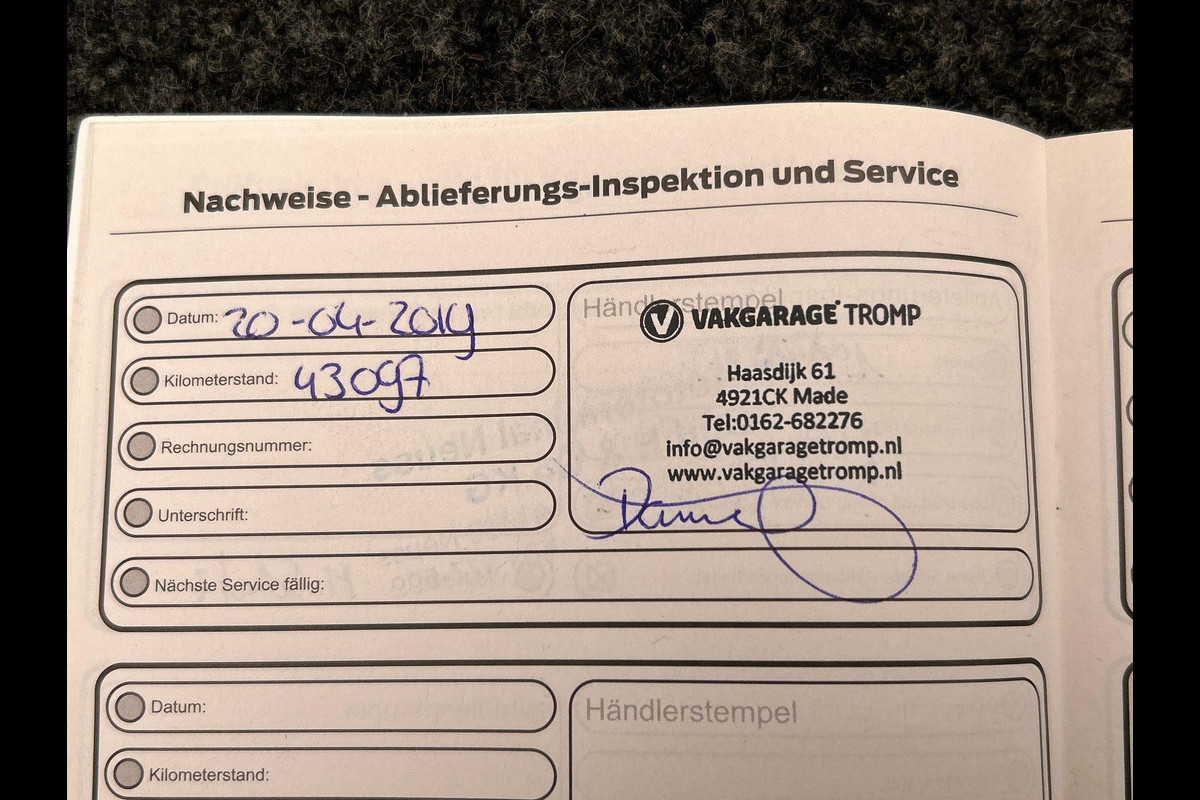 Nachweise - Ablieferungs-Inspektion und Service
Datum: 20-04-2019
Kilometerstand: 43097
Rechnungsnummer:
Unterschrift:
Nächste Service fällig:
Händlerstempel
VAKGARAGE TROMP
Haasdijk 61
4921CK Made
Tel:0162-682276
info@vakgaragetromp.nl
www.vakgaragetromp.nl
Datum:
Kilometerstand:
Händlerstempel